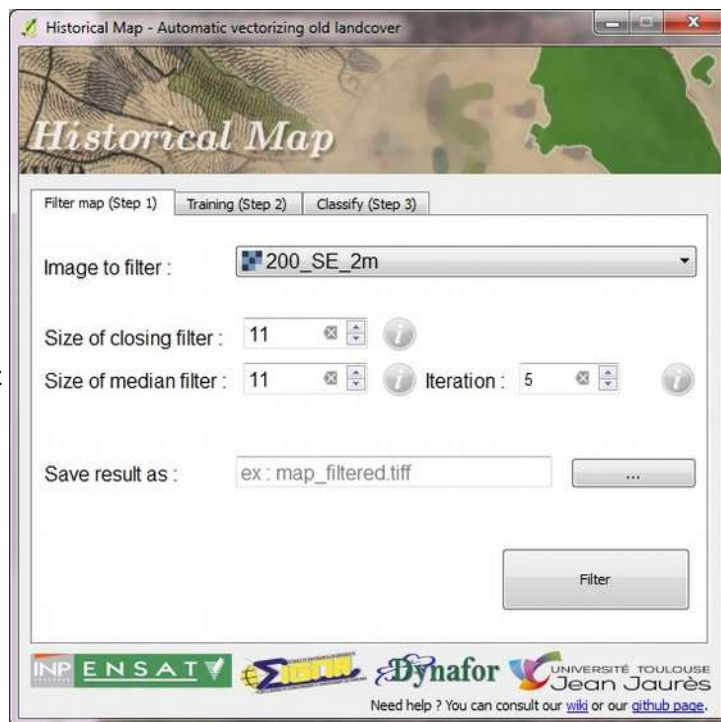 Historical Map - Automatic vectorizing old landcover
Historical Map
Filter map (Step 1) Training (Step 2) Classify (Step 3)
Image to filter : 200_SE_2m
Size of closing filter : 11
Size of median filter : 11 Iteration : 5
Save result as : ex : map_filtered.tiff ...
Filter
INP ENSAT SIGMA Dynafor UNIVERSITÉ TOULOUSE
Jean Jaurès
Need help ? You can consult our wiki or our github page.